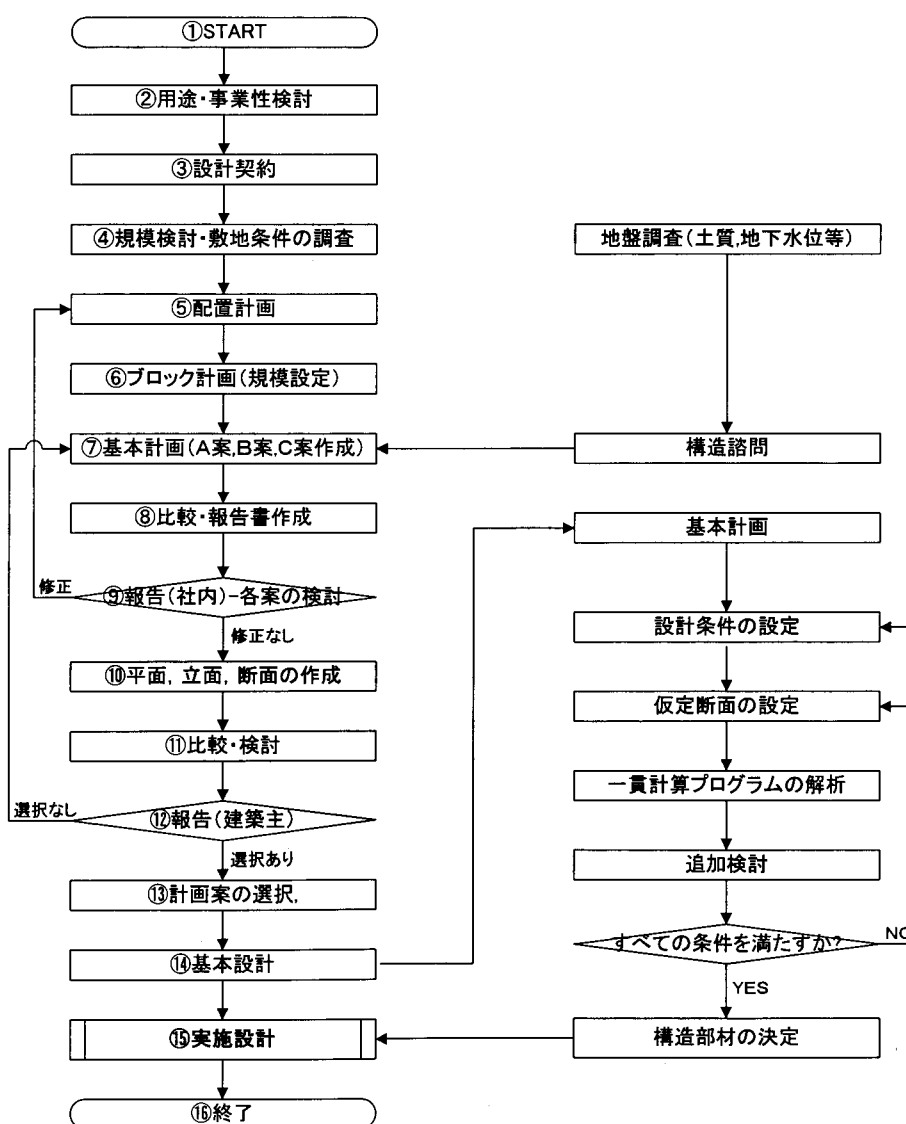 ①START
②用途・事業性検討
③設計契約
④規模検討・敷地条件の調査
⑤配置計画
⑥ブロック計画(規模設定)
⑦基本計画(A案,B案,C案作成)
⑧比較・報告書作成
修正
⑨報告(社内)-各案の検討
修正なし
⑩平面, 立面, 断面の作成
⑪比較・検討
選択なし
⑫報告(建築主)
選択あり
⑬計画案の選択,
⑭基本設計
⑮実施設計
⑯終了
地盤調査(土質,地下水位等)
構造諮問
基本計画
設計条件の設定
仮定断面の設定
一貫計算プログラムの解析
追加検討
すべての条件を満たすか?
NO
YES
構造部材の決定